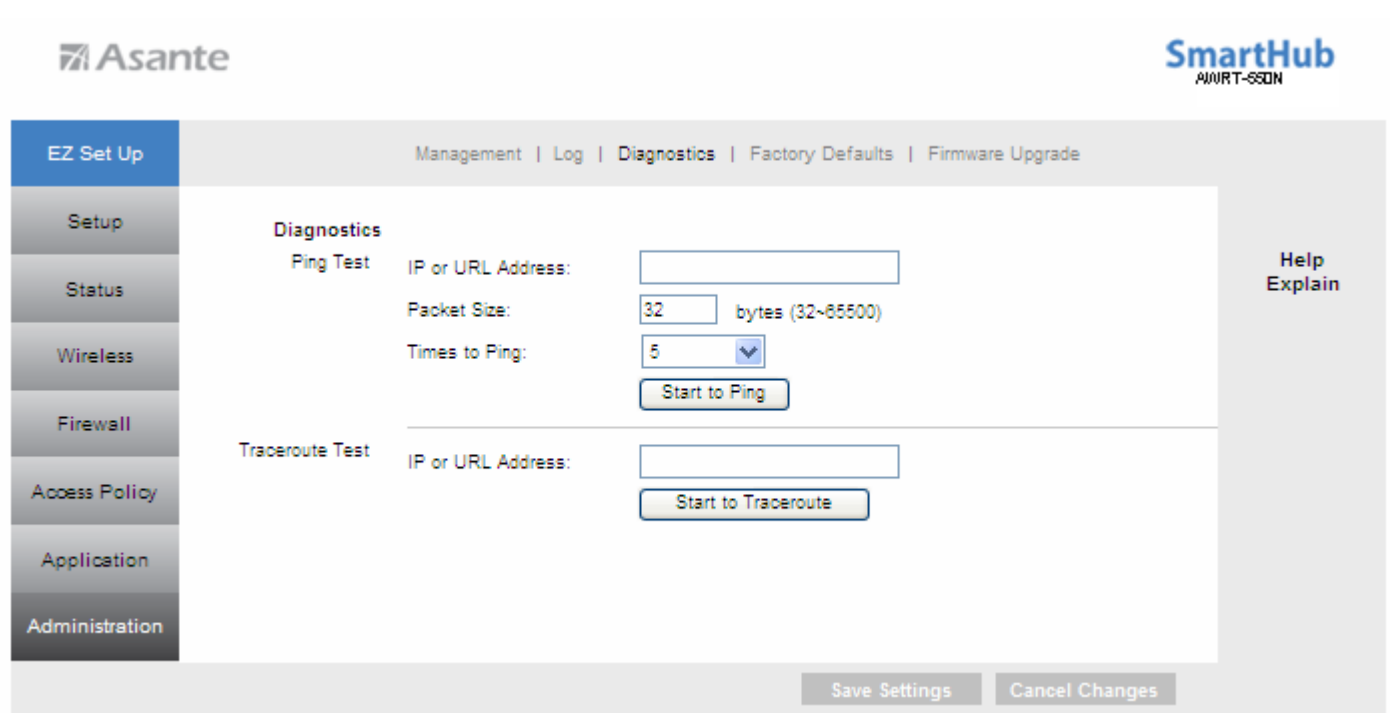 Asante
SmartHub
AWRT-550N
EZ Set Up
Management | Log | Diagnostics | Factory Defaults | Firmware Upgrade
Setup
Status
Wireless
Firewall
Access Policy
Application
Administration
Diagnostics
Ping Test
IP or URL Address:
Packet Size: 32 bytes (32~65500)
Times to Ping: 5
Start to Ping
Traceroute Test
IP or URL Address:
Start to Traceroute
Help
Explain
Save Settings
Cancel Changes